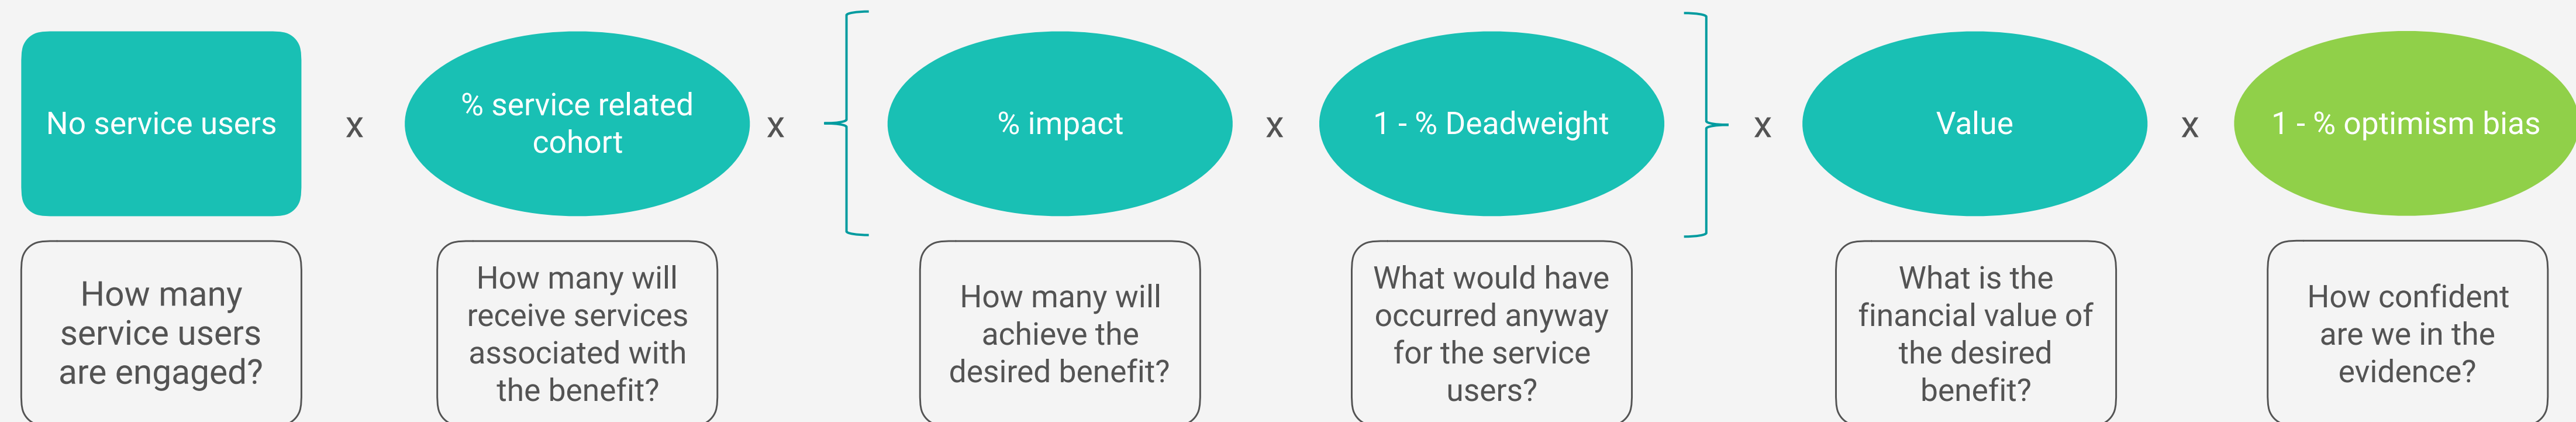 No service users
x
% service related
cohort
x
% impact
x
1 - % Deadweight
x
Value
x
1 - % optimism bias
How many
service users
are engaged?
How many will
receive services
associated with
the benefit?
How many will
achieve the
desired benefit?
What would have
occurred anyway
for the service
users?
What is the
financial value of
the desired
benefit?
How confident
are we in the
evidence?